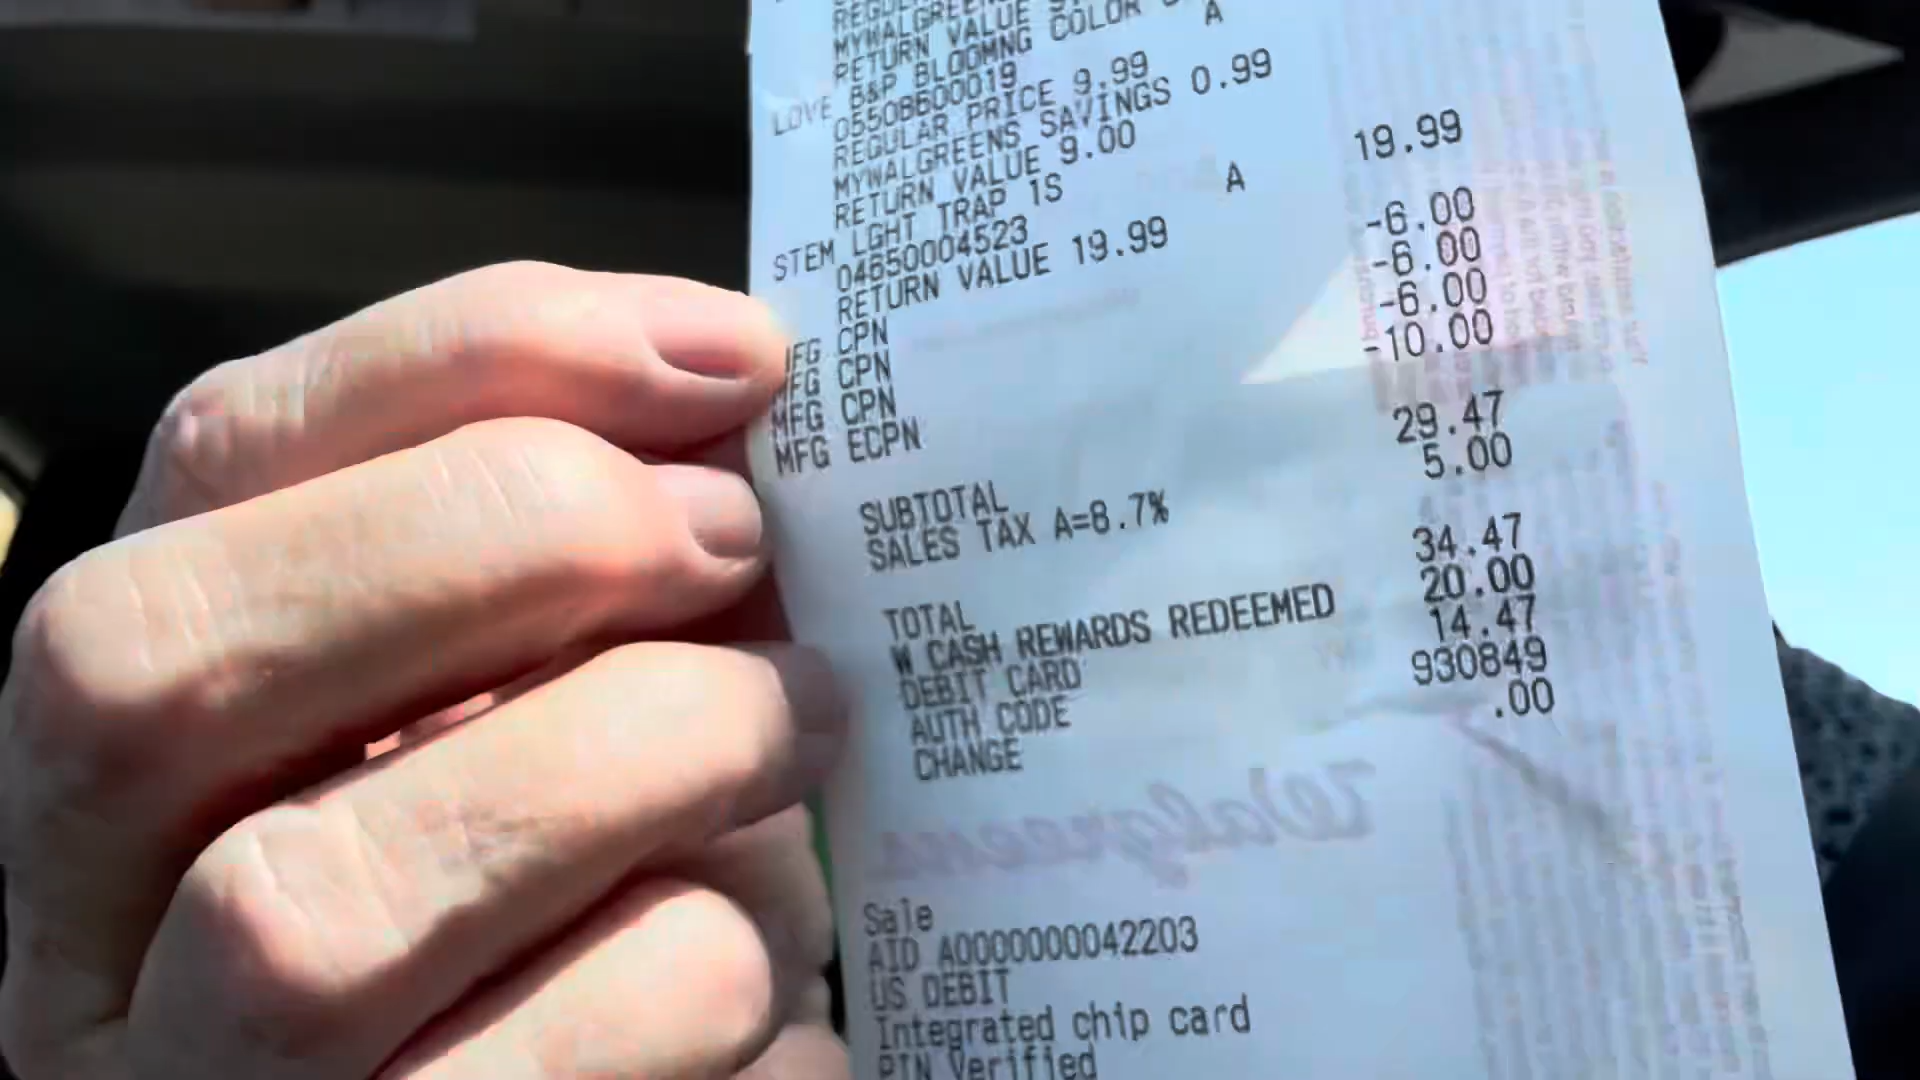 REGULAR
MYWALGREENS
RETURN VALUE
LOVE B&P BLOOMNG COLOR A
05508600019
REGULAR PRICE 9.99
MYWALGREENS SAVINGS 0.99
RETURN VALUE 9.00
STEM LGHT TRAP 1S A 19.99
04650004523
RETURN VALUE 19.99
MFG CPN -6.00
MFG CPN -6.00
MFG CPN -6.00
MFG ECPN -10.00
SUBTOTAL 29.47
SALES TAX A=8.7% 5.00
TOTAL 34.47
W CASH REWARDS REDEEMED 20.00
DEBIT CARD 14.47
AUTH CODE 930849
CHANGE .00
Walgreens
Sale
AID A0000000042203
US DEBIT
Integrated chip card
PIN Verified